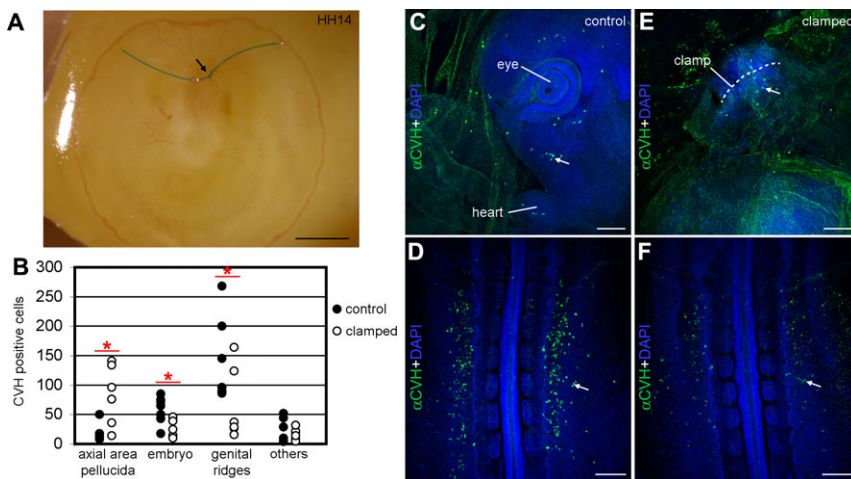 A
HH14
B
CVH positive cells
300
250
200
150
100
50
0
control
clamped
*
*
*
axial area pellucida
embryo
genital ridges
others
C
control
eye
heart
αCVH+DAPI
D
αCVH+DAPI
E
clamped
clamp
αCVH+DAPI
F
αCVH+DAPI